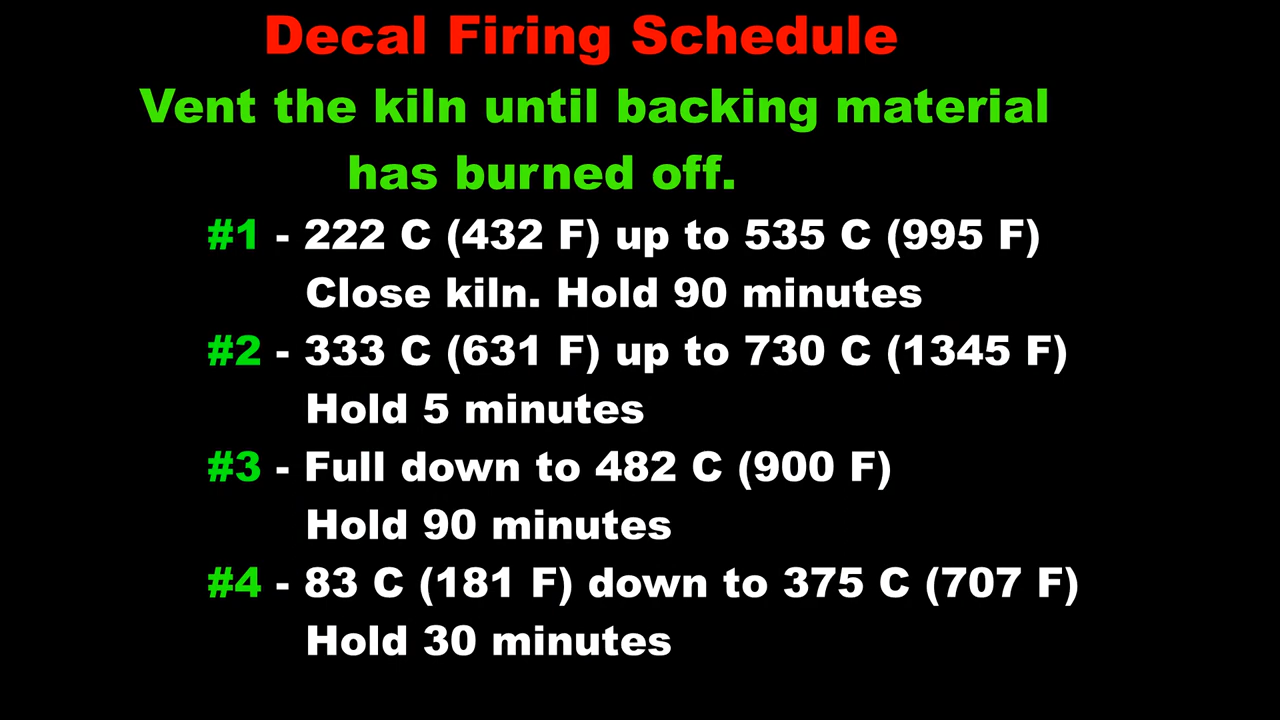 Decal Firing Schedule
Vent the kiln until backing material
has burned off.
#1 - 222 C (432 F) up to 535 C (995 F)
Close kiln. Hold 90 minutes
#2 - 333 C (631 F) up to 730 C (1345 F)
Hold 5 minutes
#3 - Full down to 482 C (900 F)
Hold 90 minutes
#4 - 83 C (181 F) down to 375 C (707 F)
Hold 30 minutes